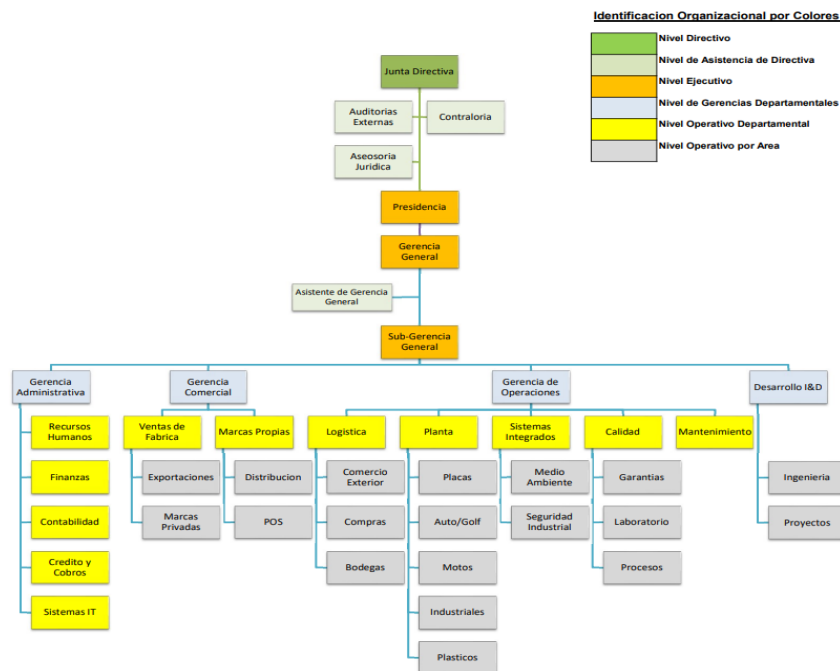 Identificacion Organizacional por Colores
Nivel Directivo
Nivel de Asistencia de Directiva
Nivel Ejecutivo
Nivel de Gerencias Departamentales
Nivel Operativo Departamental
Nivel Operativo por Area
Junta Directiva
Auditorias
Externas
Contraloria
Aseosoria
Juridica
Presidencia
Gerencia
General
Asistente de Gerencia
General
Sub-Gerencia
General
Gerencia
Administrativa
Gerencia
Comercial
Gerencia de
Operaciones
Desarrollo I&D
Recursos
Humanos
Ventas de
Fabrica
Marcas Propias
Logistica
Planta
Sistemas
Integrados
Calidad
Mantenimiento
Finanzas
Exportaciones
Distribucion
Comercio
Exterior
Placas
Medio
Ambiente
Garantias
Ingenieria
Contabilidad
Marcas
Privadas
POS
Compras
Auto/Golf
Seguridad
Industrial
Laboratorio
Proyectos
Credito y
Cobros
Bodegas
Motos
Procesos
Sistemas IT
Industriales
Plasticos